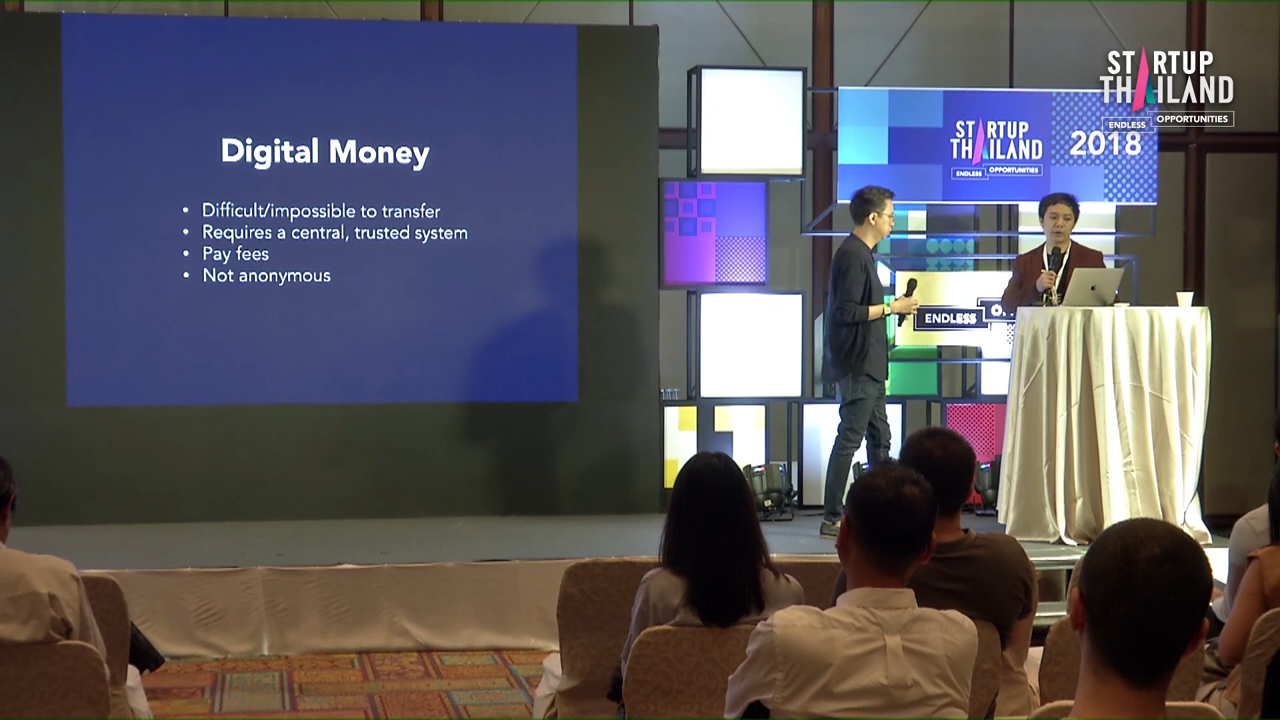 Digital Money
• Difficult/impossible to transfer
• Requires a central, trusted system
• Pay fees
• Not anonymous
STARTUP
THAILAND
ENDLESS OPPORTUNITIES
2018
STARTUP
THAILAND
ENDLESS OPPORTUNITIES
ENDLESS